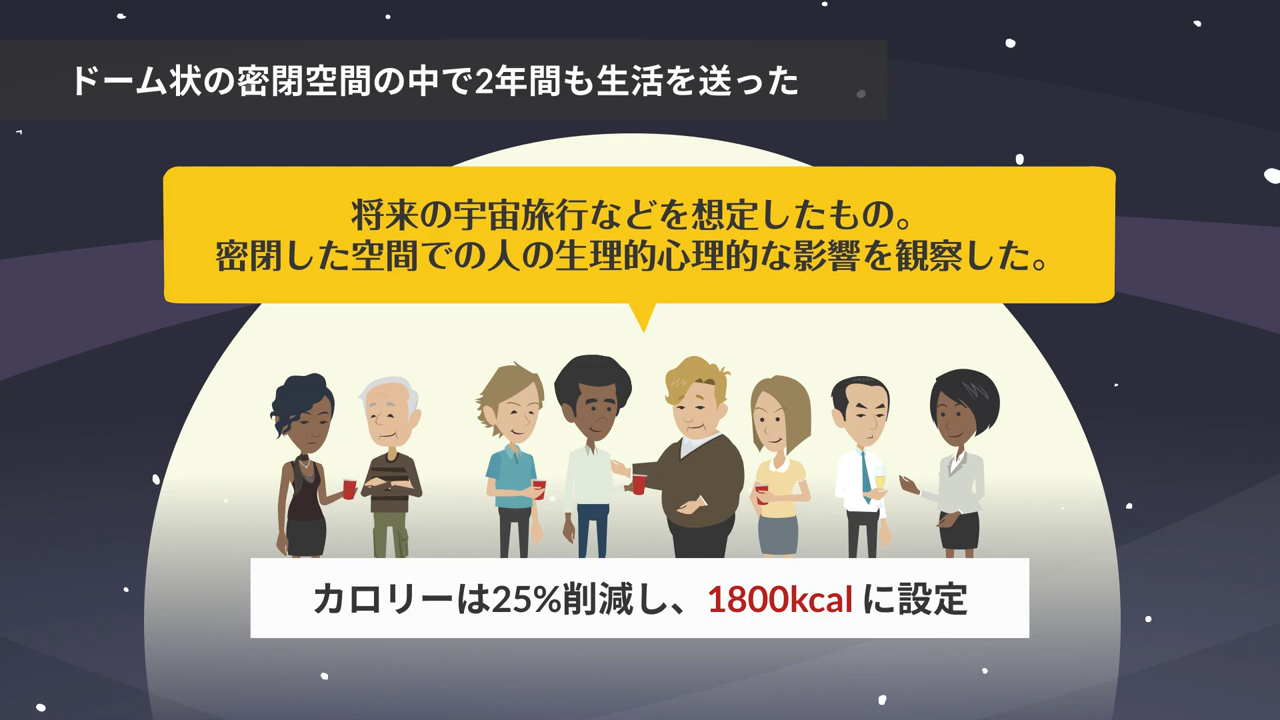 ドーム状の密閉空間の中で2年間も生活を送った
将来の宇宙旅行などを想定したもの。
密閉した空間での人の生理的心理的な影響を観察した。
カロリーは25%削減し、1800kcal に設定